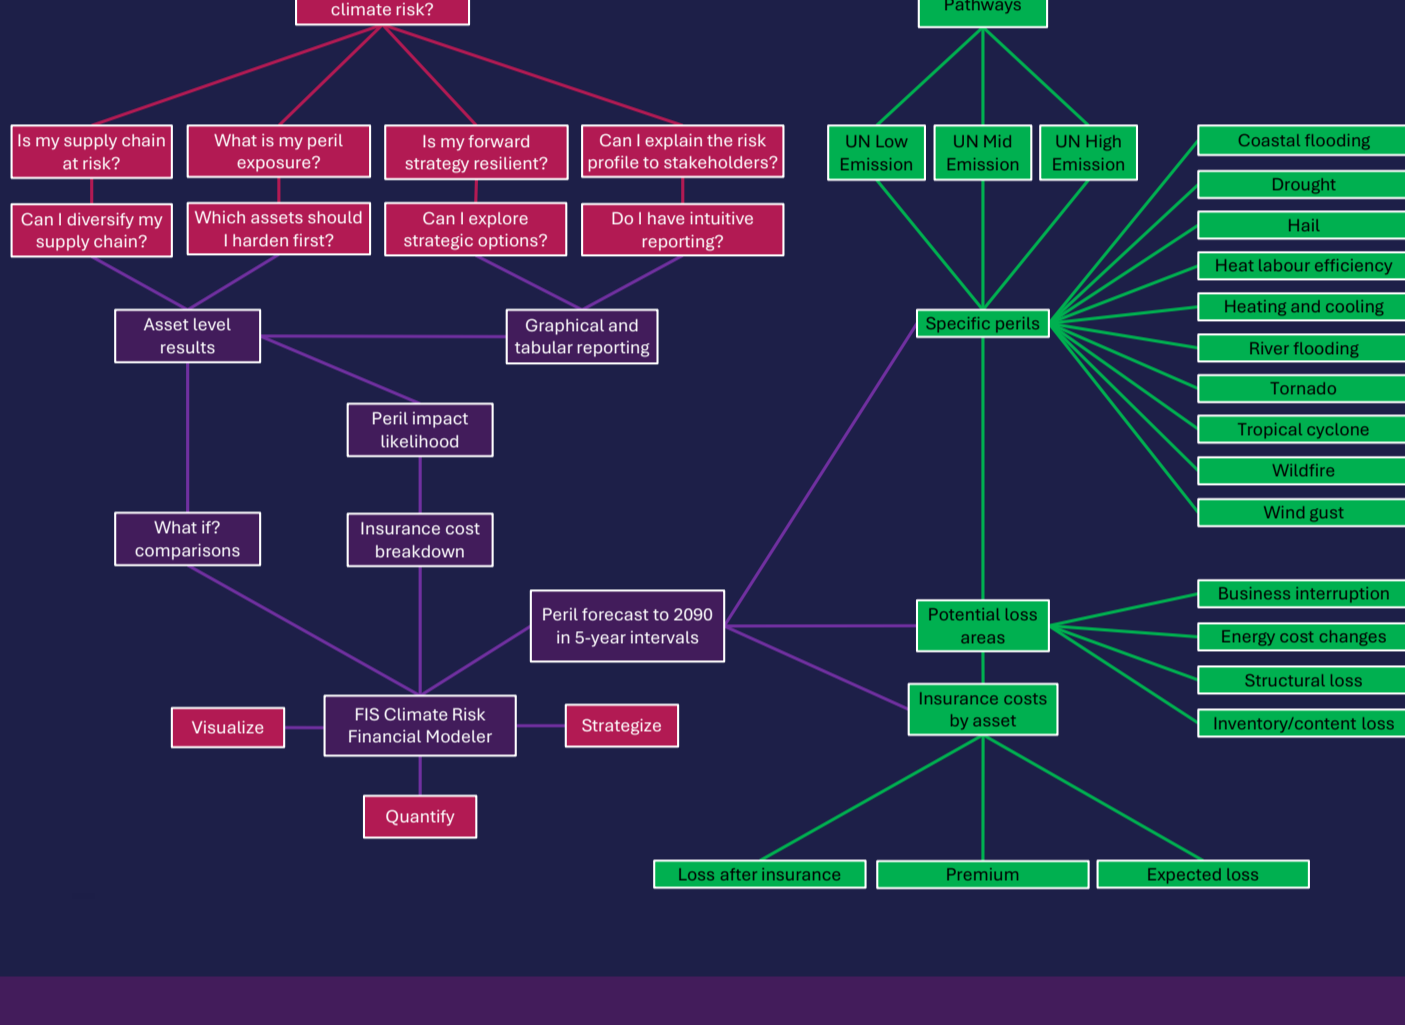 climate risk?
Pathways
Is my supply chain
at risk?
What is my peril
exposure?
Is my forward
strategy resilient?
Can I explain the risk
profile to stakeholders?
UN Low
Emission
UN Mid
Emission
UN High
Emission
Can I diversify my
supply chain?
Which assets should
I harden first?
Can I explore
strategic options?
Do I have intuitive
reporting?
Coastal flooding
Drought
Hail
Heat labour efficiency
Heating and cooling
River flooding
Tornado
Tropical cyclone
Wildfire
Wind gust
Asset level
results
Graphical and
tabular reporting
Specific perils
Peril impact
likelihood
What if?
comparisons
Insurance cost
breakdown
Peril forecast to 2090
in 5-year intervals
Potential loss
areas
Business interruption
Energy cost changes
Structural loss
Inventory/content loss
Insurance costs
by asset
Visualize
FIS Climate Risk
Financial Modeler
Strategize
Quantify
Loss after insurance
Premium
Expected loss